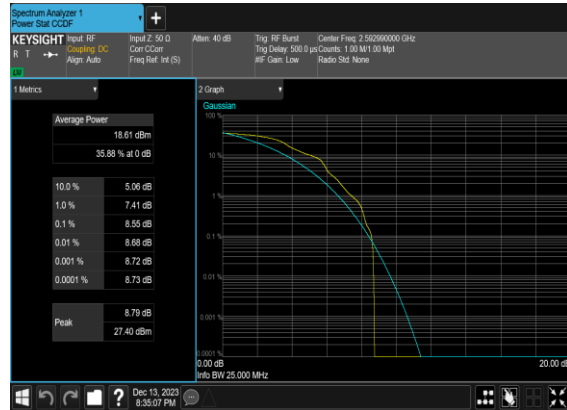 Spectrum Analyzer 1
Power Stat CCDF
+
KEYSIGHT Input: RF Input Z: 50 Ω Atten: 40 dB Trig: RF Burst Center Freq: 2.592990000 GHz
R T Coupling: DC Corr CCorr Trig Delay: 500.0 µs Counts: 1.00 M/1.00 Mpt
Align: Auto Freq Ref: Int (S) #IF Gain: Low Radio Std: None
LXI
1 Metrics
2 Graph
Gaussian
Average Power
18.61 dBm
35.88 % at 0 dB
10.0 % 5.06 dB
1.0 % 7.41 dB
0.1 % 8.55 dB
0.01 % 8.68 dB
0.001 % 8.72 dB
0.0001 % 8.73 dB
Peak
8.79 dB
27.40 dBm
100 %
10 %
1 %
0.1 %
0.01 %
0.001 %
0.0001 %
0.00 dB 20.00 dB
Info BW 25.000 MHz
? Dec 13, 2023
8:35:07 PM